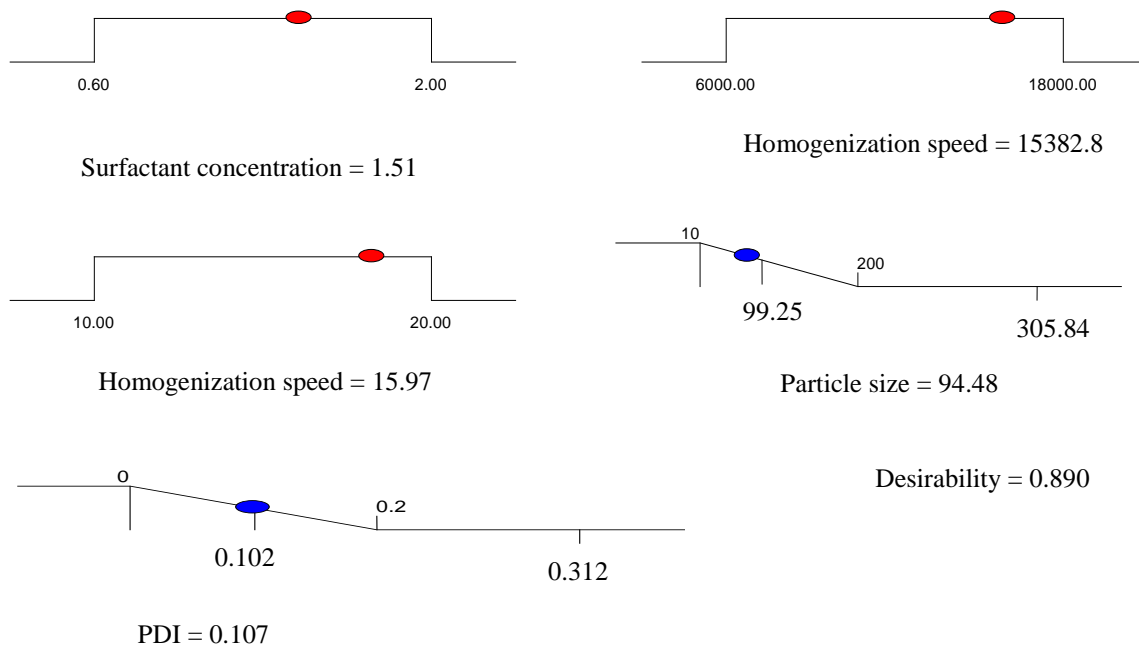 0.60 2.00
Surfactant concentration = 1.51
6000.00 18000.00
Homogenization speed = 15382.8
10.00 20.00
Homogenization speed = 15.97
10
200
99.25
305.84
Particle size = 94.48
0
0.2
0.102
0.312
PDI = 0.107
Desirability = 0.890